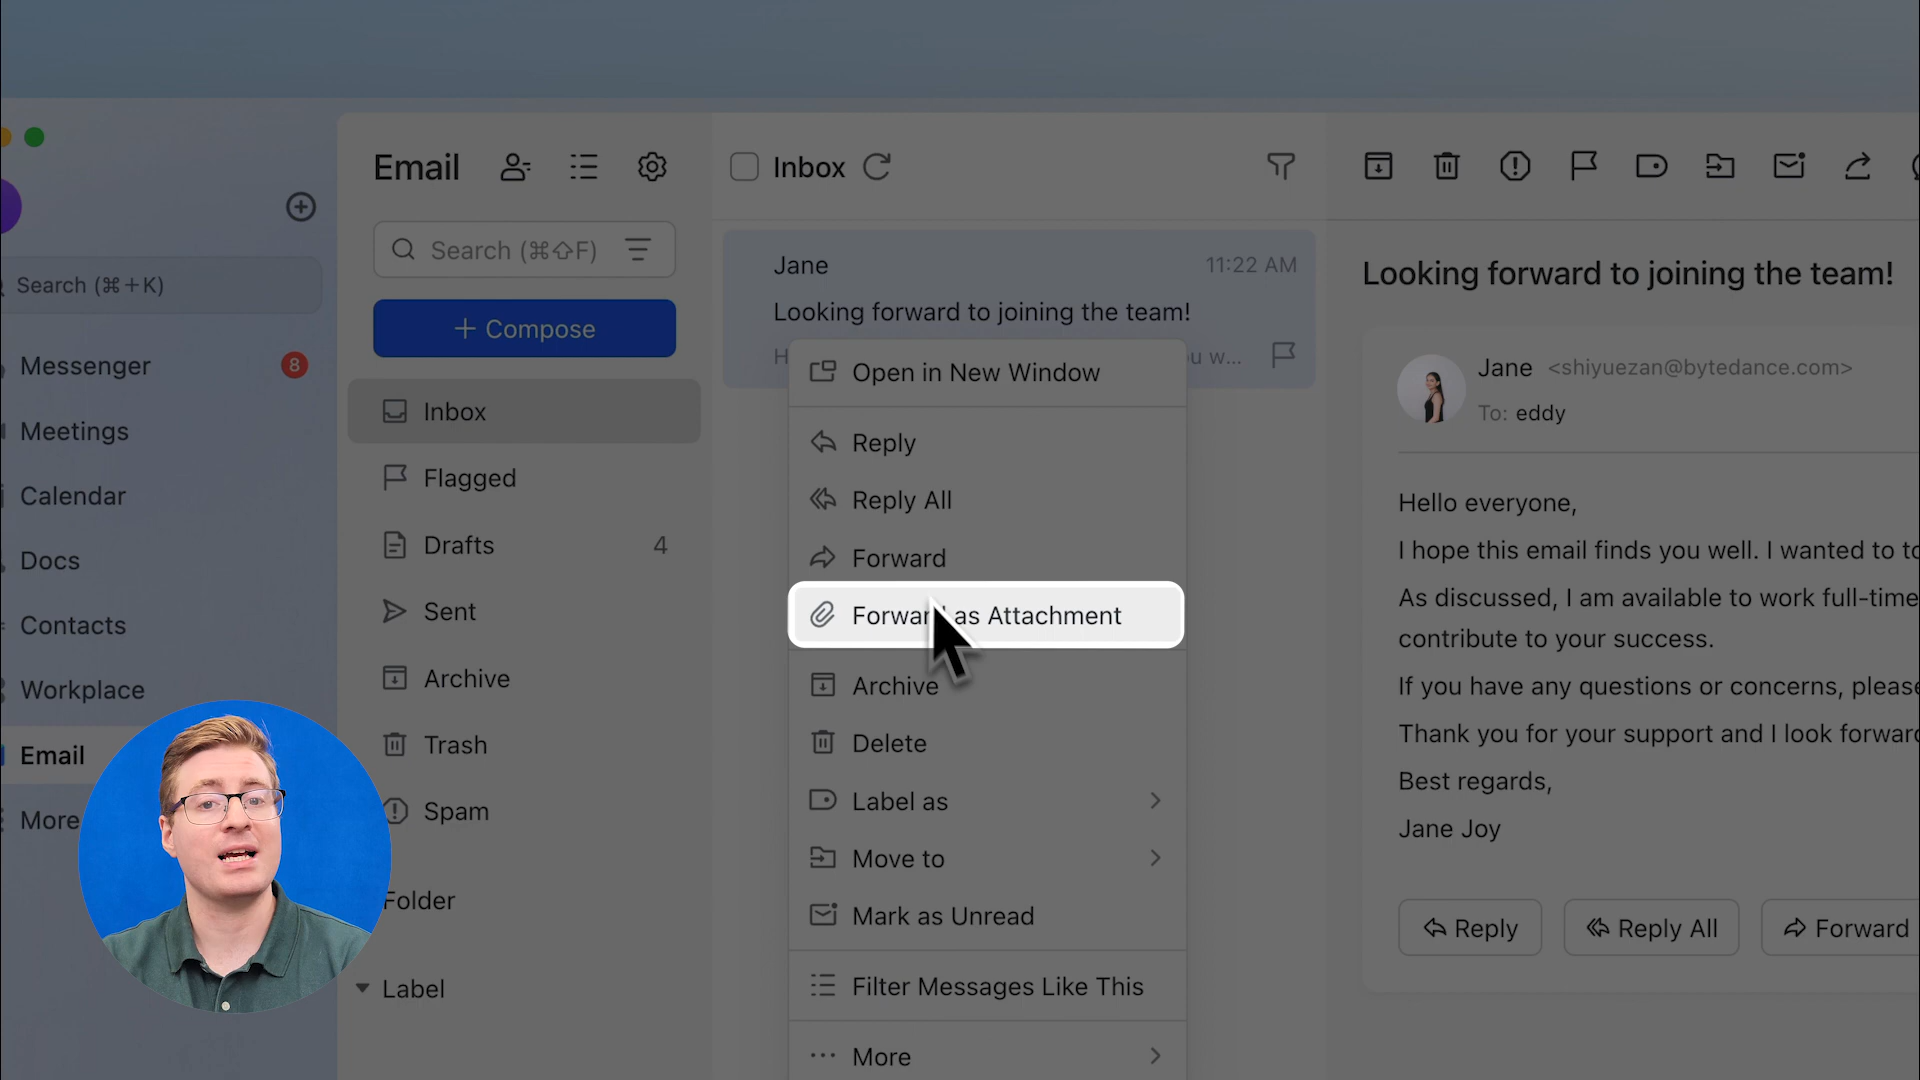 Search (⌘+K)
Messenger
8
Meetings
Calendar
Docs
Contacts
Workplace
Email
More
Email
Search (⌘⇧F)
+ Compose
Inbox
Flagged
Drafts
4
Sent
Archive
Trash
Spam
Folder
Label
Inbox
Jane
11:22 AM
Looking forward to joining the team!
H
u w...
Open in New Window
Reply
Reply All
Forward
Forward as Attachment
Archive
Delete
Label as
Move to
Mark as Unread
Filter Messages Like This
More
Looking forward to joining the team!
Jane <shiyuezan@bytedance.com>
To: eddy
Hello everyone,
I hope this email finds you well. I wanted to to
As discussed, I am available to work full-time
contribute to your success.
If you have any questions or concerns, please
Thank you for your support and I look forward
Best regards,
Jane Joy
Reply
Reply All
Forward